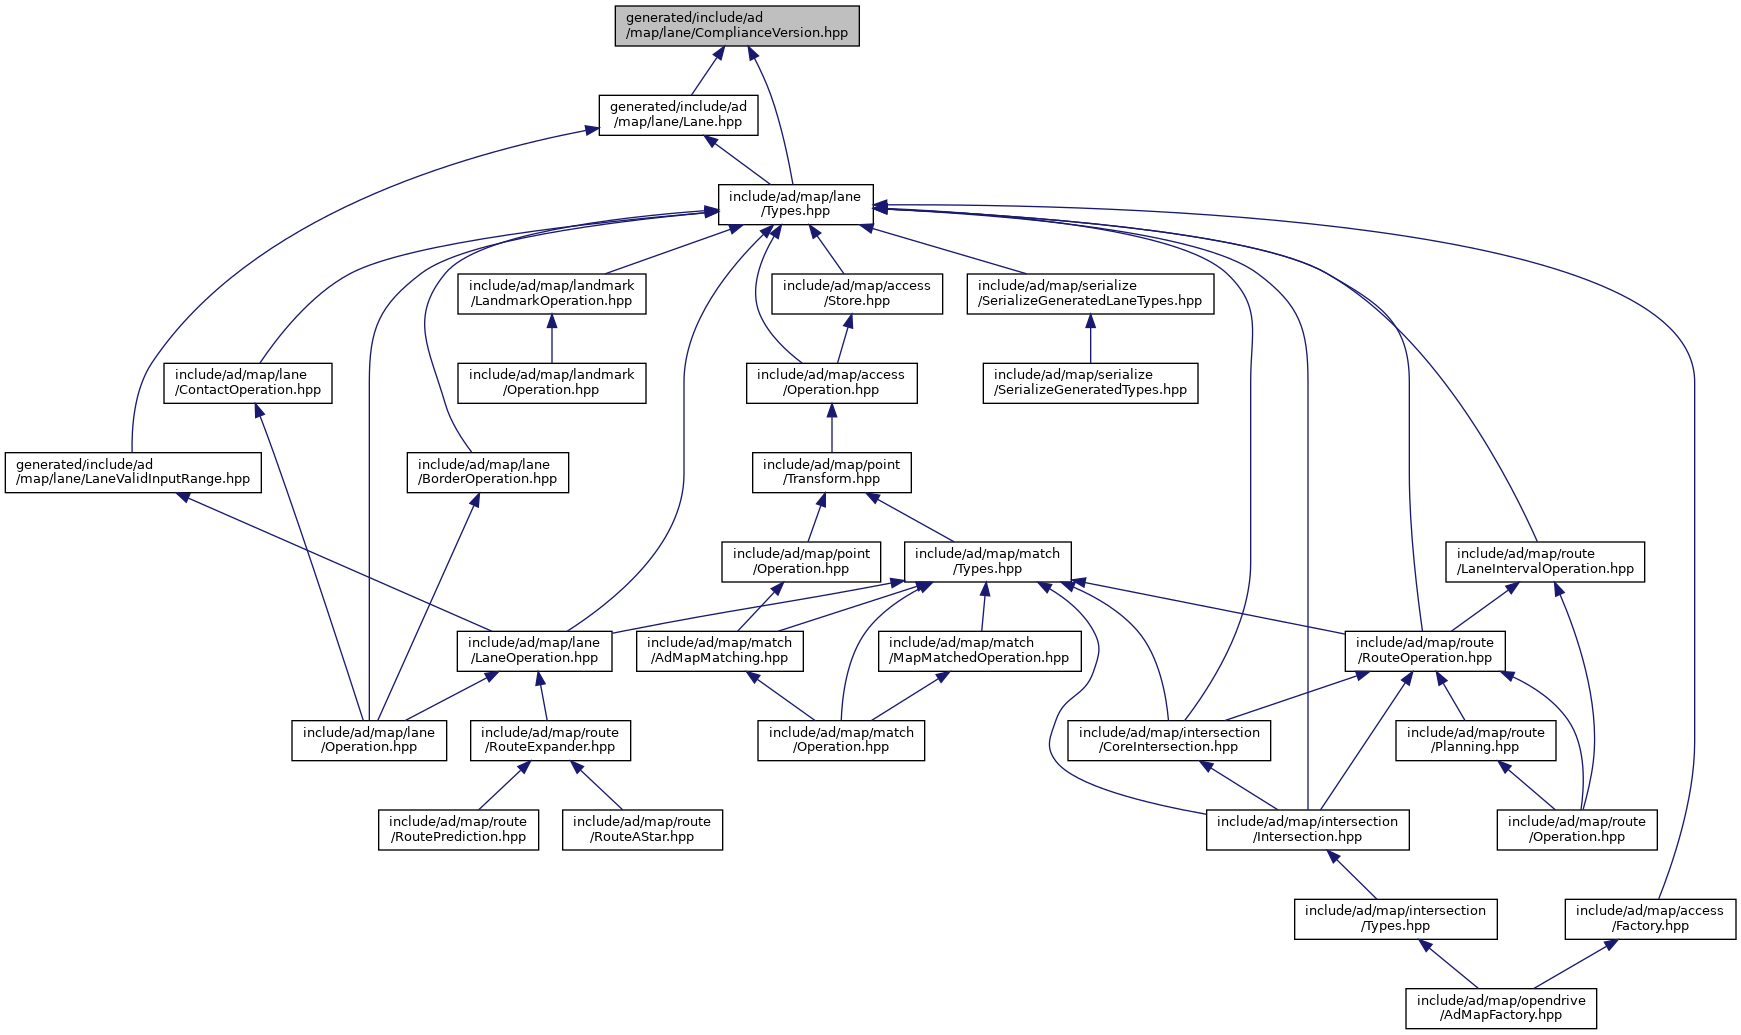 generated/include/ad
/map/lane/ComplianceVersion.hpp
generated/include/ad
/map/lane/Lane.hpp
include/ad/map/lane
/Types.hpp
include/ad/map/landmark
/LandmarkOperation.hpp
include/ad/map/access
/Store.hpp
include/ad/map/serialize
/SerializeGeneratedLaneTypes.hpp
include/ad/map/lane
/ContactOperation.hpp
include/ad/map/landmark
/Operation.hpp
include/ad/map/access
/Operation.hpp
include/ad/map/serialize
/SerializeGeneratedTypes.hpp
generated/include/ad
/map/lane/LaneValidInputRange.hpp
include/ad/map/lane
/BorderOperation.hpp
include/ad/map/point
/Transform.hpp
include/ad/map/point
/Operation.hpp
include/ad/map/match
/Types.hpp
include/ad/map/route
/LaneIntervalOperation.hpp
include/ad/map/lane
/LaneOperation.hpp
include/ad/map/match
/AdMapMatching.hpp
include/ad/map/match
/MapMatchedOperation.hpp
include/ad/map/route
/RouteOperation.hpp
include/ad/map/lane
/Operation.hpp
include/ad/map/route
/RouteExpander.hpp
include/ad/map/match
/Operation.hpp
include/ad/map/intersection
/CoreIntersection.hpp
include/ad/map/route
/Planning.hpp
include/ad/map/route
/RoutePrediction.hpp
include/ad/map/route
/RouteAStar.hpp
include/ad/map/intersection
/Intersection.hpp
include/ad/map/route
/Operation.hpp
include/ad/map/intersection
/Types.hpp
include/ad/map/access
/Factory.hpp
include/ad/map/opendrive
/AdMapFactory.hpp